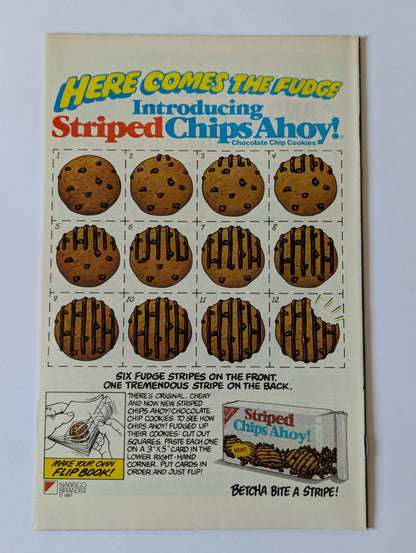 HERE COMES THE FUDGE
Introducing
Striped Chips Ahoy!®
Chocolate Chip Cookies
1 2 3 4
5 6 7 8
9 10 11 12
SIX FUDGE STRIPES ON THE FRONT.
ONE TREMENDOUS STRIPE ON THE BACK.
THERE'S ORIGINAL, CHEWY
AND NOW NEW STRIPED
CHIPS AHOY! CHOCOLATE
CHIP COOKIES. TO SEE HOW
CHIPS AHOY! FUDGED UP
THEIR COOKIES: CUT OUT
SQUARES. PASTE EACH ONE
ON A 3"X 5" CARD IN THE
LOWER RIGHT-HAND
CORNER. PUT CARDS IN
ORDER, AND JUST FLIP!
MAKE YOUR OWN
FLIP BOOK!
NABISCO
BRANDS
© 1987
Striped
Chips Ahoy!
NEW!
BETCHA BITE A STRIPE!